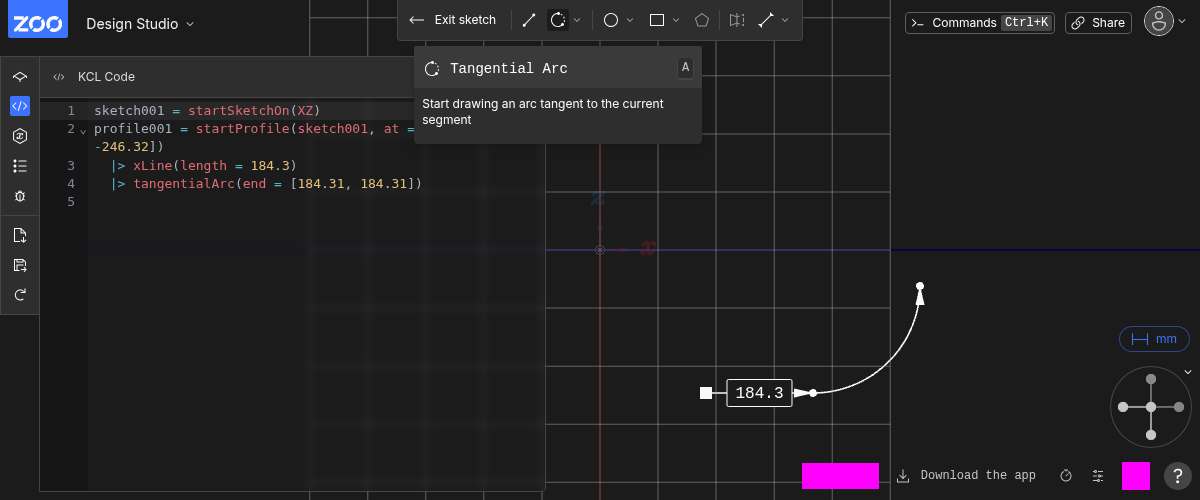 ZOO
Design Studio
Exit sketch
Commands Ctrl+K
Share
KCL Code
Tangential Arc
A
Start drawing an arc tangent to the current
segment
1 sketch001 = startSketchOn(XZ)
2 profile001 = startProfile(sketch001, at =
-246.32])
3 |> xLine(length = 184.3)
4 |> tangentialArc(end = [184.31, 184.31])
5
z
x
184.3
mm
Download the app
?